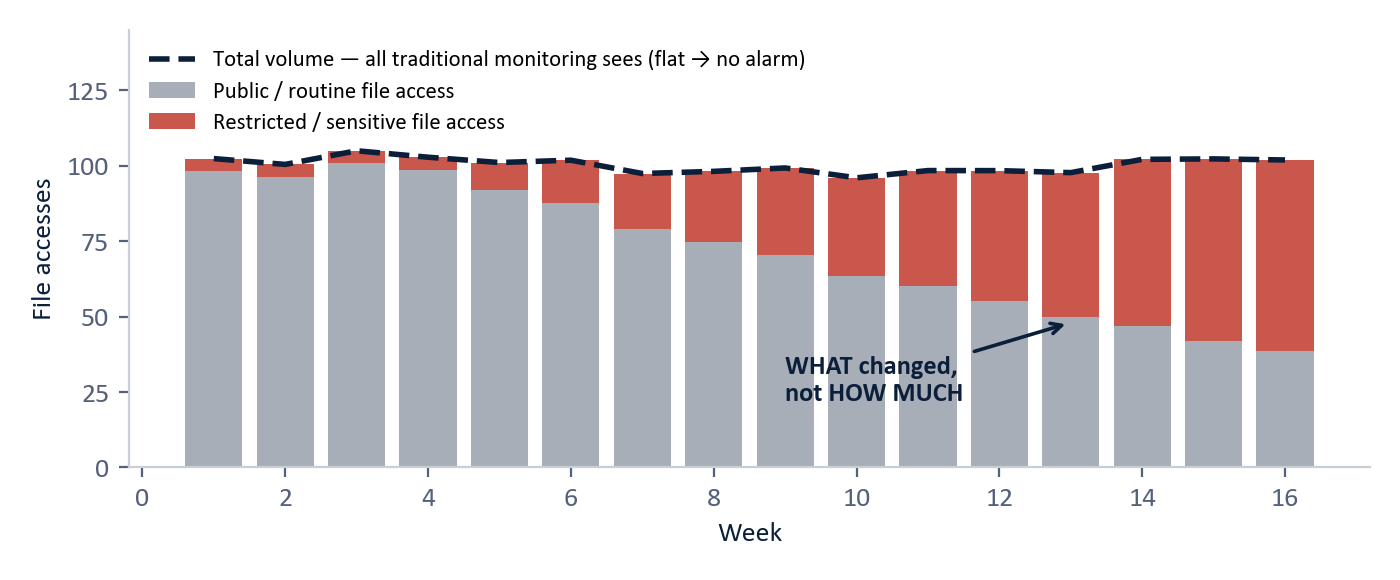 Total volume — all traditional monitoring sees (flat → no alarm)
Public / routine file access
Restricted / sensitive file access
125
100
75
50
25
0
File accesses
WHAT changed,
not HOW MUCH
0 2 4 6 8 10 12 14 16
Week